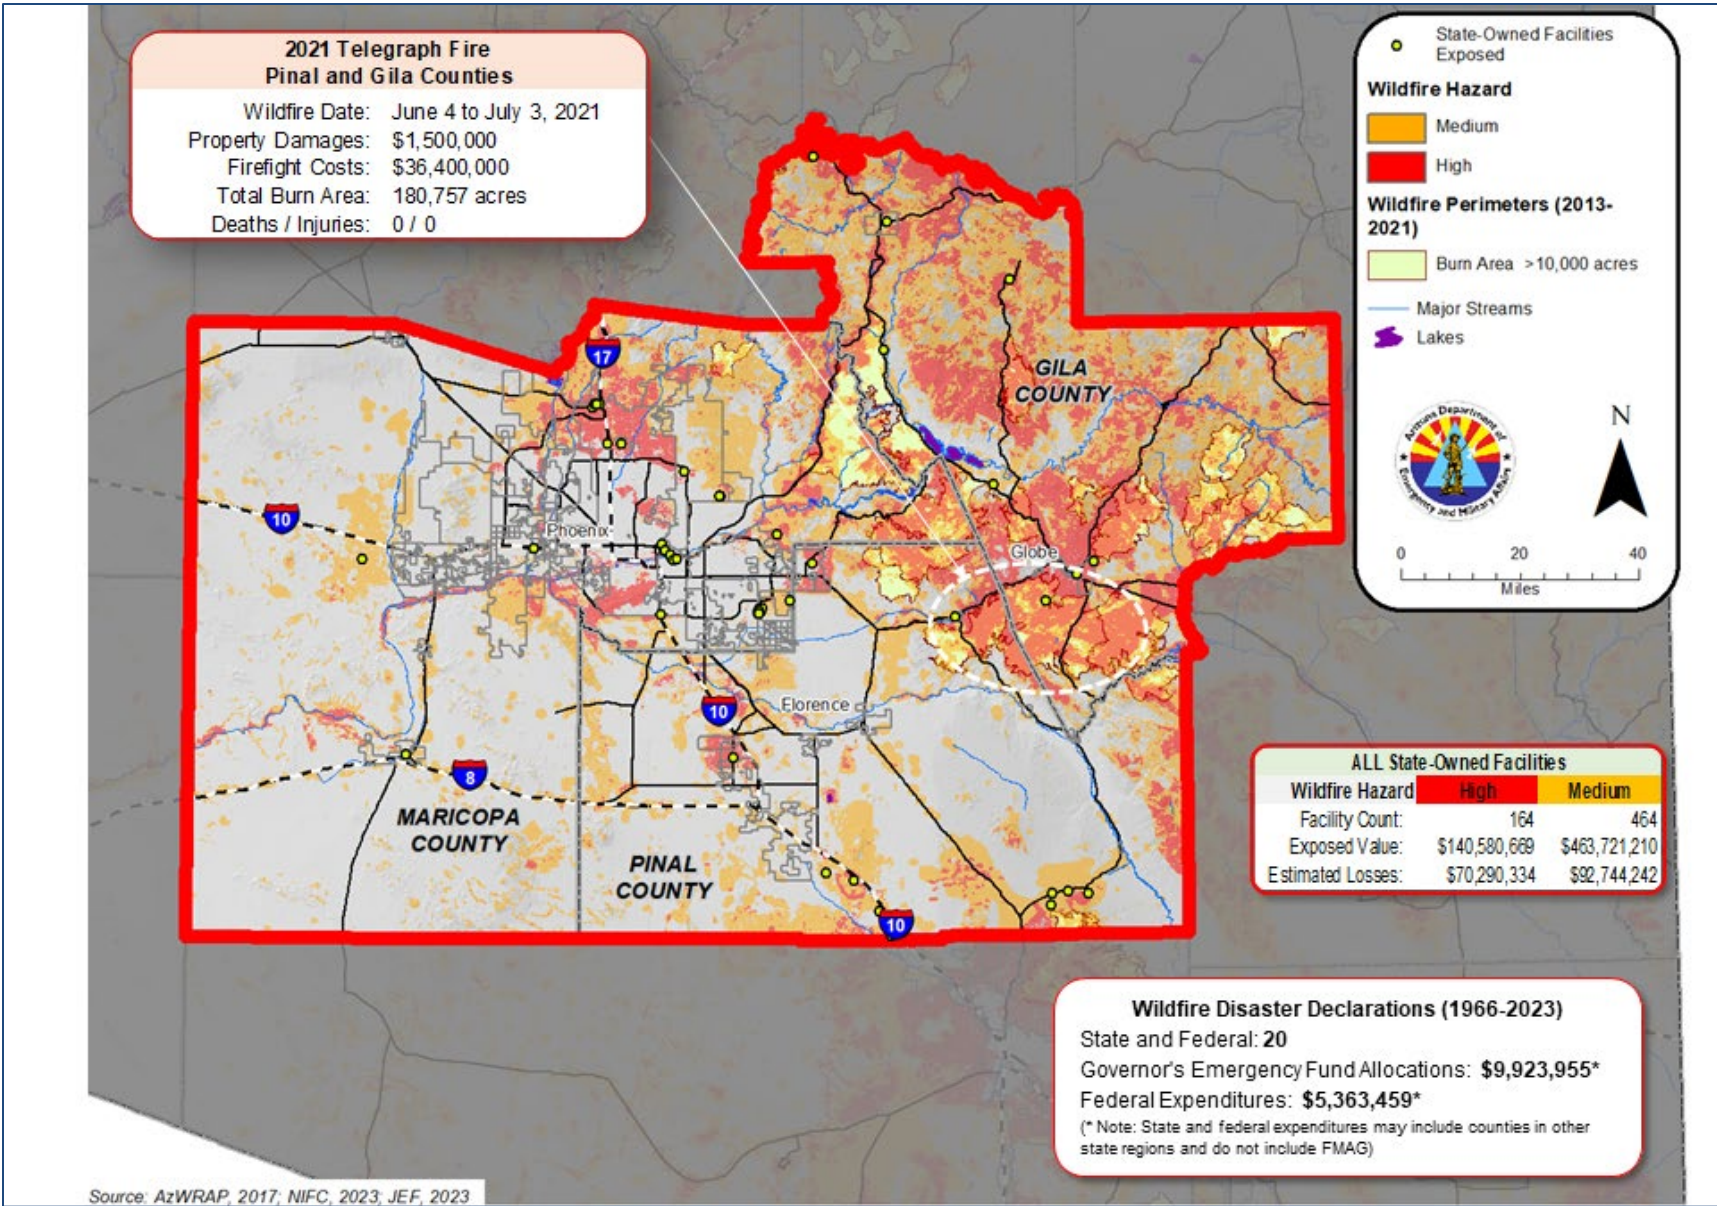 2021 Telegraph Fire
Pinal and Gila Counties
Wildfire Date: June 4 to July 3, 2021
Property Damages: $1,500,000
Firefight Costs: $36,400,000
Total Burn Area: 180,757 acres
Deaths / Injuries: 0 / 0
State-Owned Facilities
Exposed
Wildfire Hazard
Medium
High
Wildfire Perimeters (2013-
2021)
Burn Area >10,000 acres
Major Streams
Lakes
Arizona Department of
Emergency and Military Affairs
N
0 20 40
Miles
17
GILA
COUNTY
10
Phoenix
Globe
10
Florence
8
MARICOPA
COUNTY
PINAL
COUNTY
10
ALL State-Owned Facilities
Wildfire Hazard High Medium
Facility Count: 164 464
Exposed Value: $140,580,669 $463,721,210
Estimated Losses: $70,290,334 $92,744,242
Wildfire Disaster Declarations (1966-2023)
State and Federal: 20
Governor's Emergency Fund Allocations: $9,923,955*
Federal Expenditures: $5,363,459*
(* Note: State and federal expenditures may include counties in other
state regions and do not include FMAG)
Source: AzWRAP, 2017; NIFC, 2023; JEF, 2023